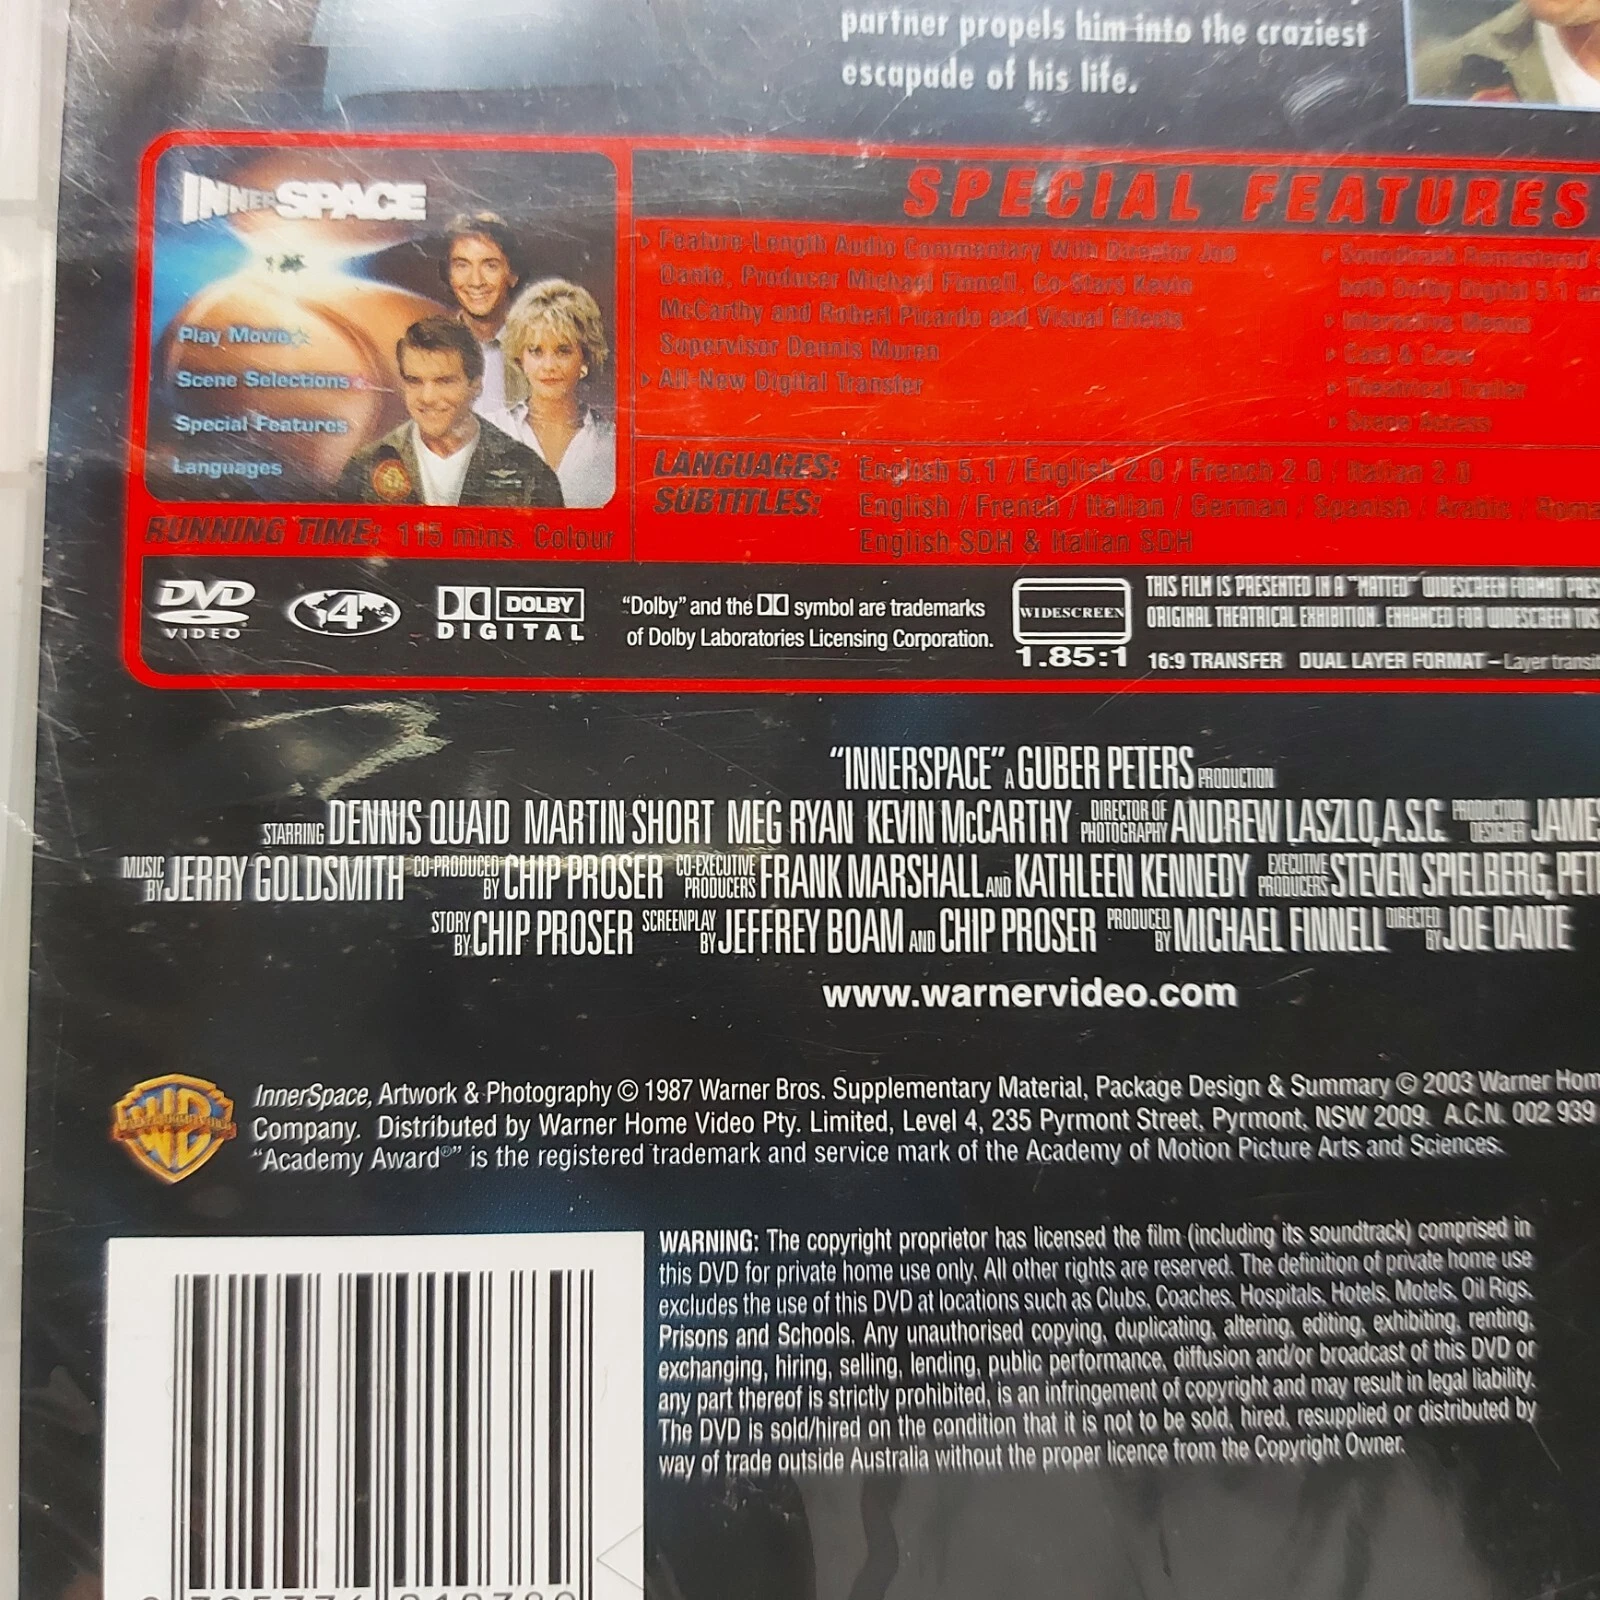 partner propels him into the craziest
escapade of his life.
INNERSPACE
Play Movie
Scene Selections
Special Features
Languages
RUNNING TIME: 115 mins. Colour
SPECIAL FEATURES
Feature-Length Audio Commentary With Director Joe
Dante, Producer Michael Finnell, Co-Stars Kevin
McCarthy and Robert Picardo and Visual Effects
Supervisor Dennis Muren
All-New Digital Transfer
Soundtrack Remastered
both Dolby Digital 5.1
Interactive Menus
Cast & Crew
Theatrical Trailer
Scene Access
LANGUAGES: English 5.1 / English 2.0 / French 2.0 / Italian 2.0
SUBTITLES: English / French / Italian / German / Spanish / Arabic /
English SDH & Italian SDH
DVD
VIDEO
4
DOLBY
DIGITAL
“Dolby” and the symbol are trademarks
of Dolby Laboratories Licensing Corporation.
WIDESCREEN
1.85:1
THIS FILM IS PRESENTED IN A “MATTED” WIDESCREEN FORMAT
ORIGINAL THEATRICAL EXHIBITION. ENHANCED FOR WIDESCREEN
16:9 TRANSFER DUAL LAYER FORMAT – Layer
“INNERSPACE” A GUBER PETERS PRODUCTION
STARRING DENNIS QUAID MARTIN SHORT MEG RYAN KEVIN McCARTHY DIRECTOR OF PHOTOGRAPHY ANDREW LASZLO, A.S.C. PRODUCTION DESIGNER JAMES
MUSIC BY JERRY GOLDSMITH CO-PRODUCED BY CHIP PROSER CO-EXECUTIVE PRODUCERS FRANK MARSHALL AND KATHLEEN KENNEDY EXECUTIVE PRODUCERS STEVEN SPIELBERG,
STORY BY CHIP PROSER SCREENPLAY BY JEFFREY BOAM AND CHIP PROSER PRODUCED BY MICHAEL FINNELL DIRECTED BY JOE DANTE
www.warnervideo.com
WB
InnerSpace, Artwork & Photography © 1987 Warner Bros. Supplementary Material, Package Design & Summary © 2003 Warner
Company. Distributed by Warner Home Video Pty. Limited, Level 4, 235 Pyrmont Street, Pyrmont, NSW 2009. A.C.N. 002 939
“Academy Award®” is the registered trademark and service mark of the Academy of Motion Picture Arts and Sciences.
WARNING: The copyright proprietor has licensed the film (including its soundtrack) comprised in
this DVD for private home use only. All other rights are reserved. The definition of private home use
excludes the use of this DVD at locations such as Clubs, Coaches, Hospitals, Hotels, Motels, Oil Rigs,
Prisons and Schools. Any unauthorised copying, duplicating, altering, editing, exhibiting, renting,
exchanging, hiring, selling, lending, public performance, diffusion and/or broadcast of this DVD or
any part thereof is strictly prohibited, is an infringement of copyright and may result in legal liability.
The DVD is sold/hired on the condition that it is not to be sold, hired, resupplied or distributed by
way of trade outside Australia without the proper licence from the Copyright Owner.